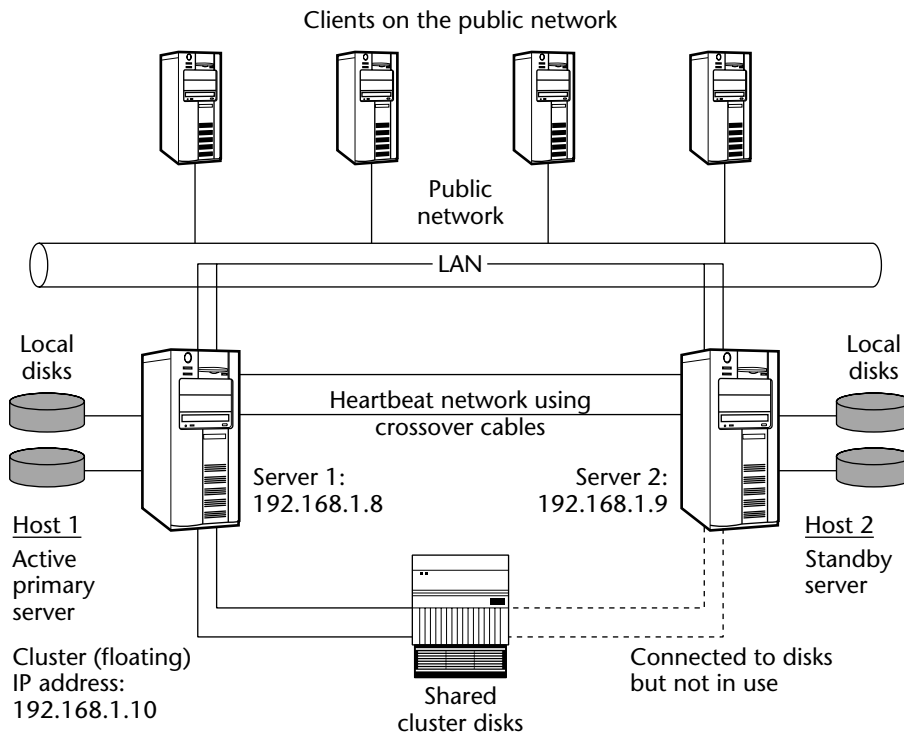 Clients on the public network
Public
network
LAN
Local
disks
Local
disks
Heartbeat network using
crossover cables
Server 1:
192.168.1.8
Server 2:
192.168.1.9
Host 1
Active
primary
server
Host 2
Standby
server
Cluster (floating)
IP address:
192.168.1.10
Shared
cluster disks
Connected to disks
but not in use